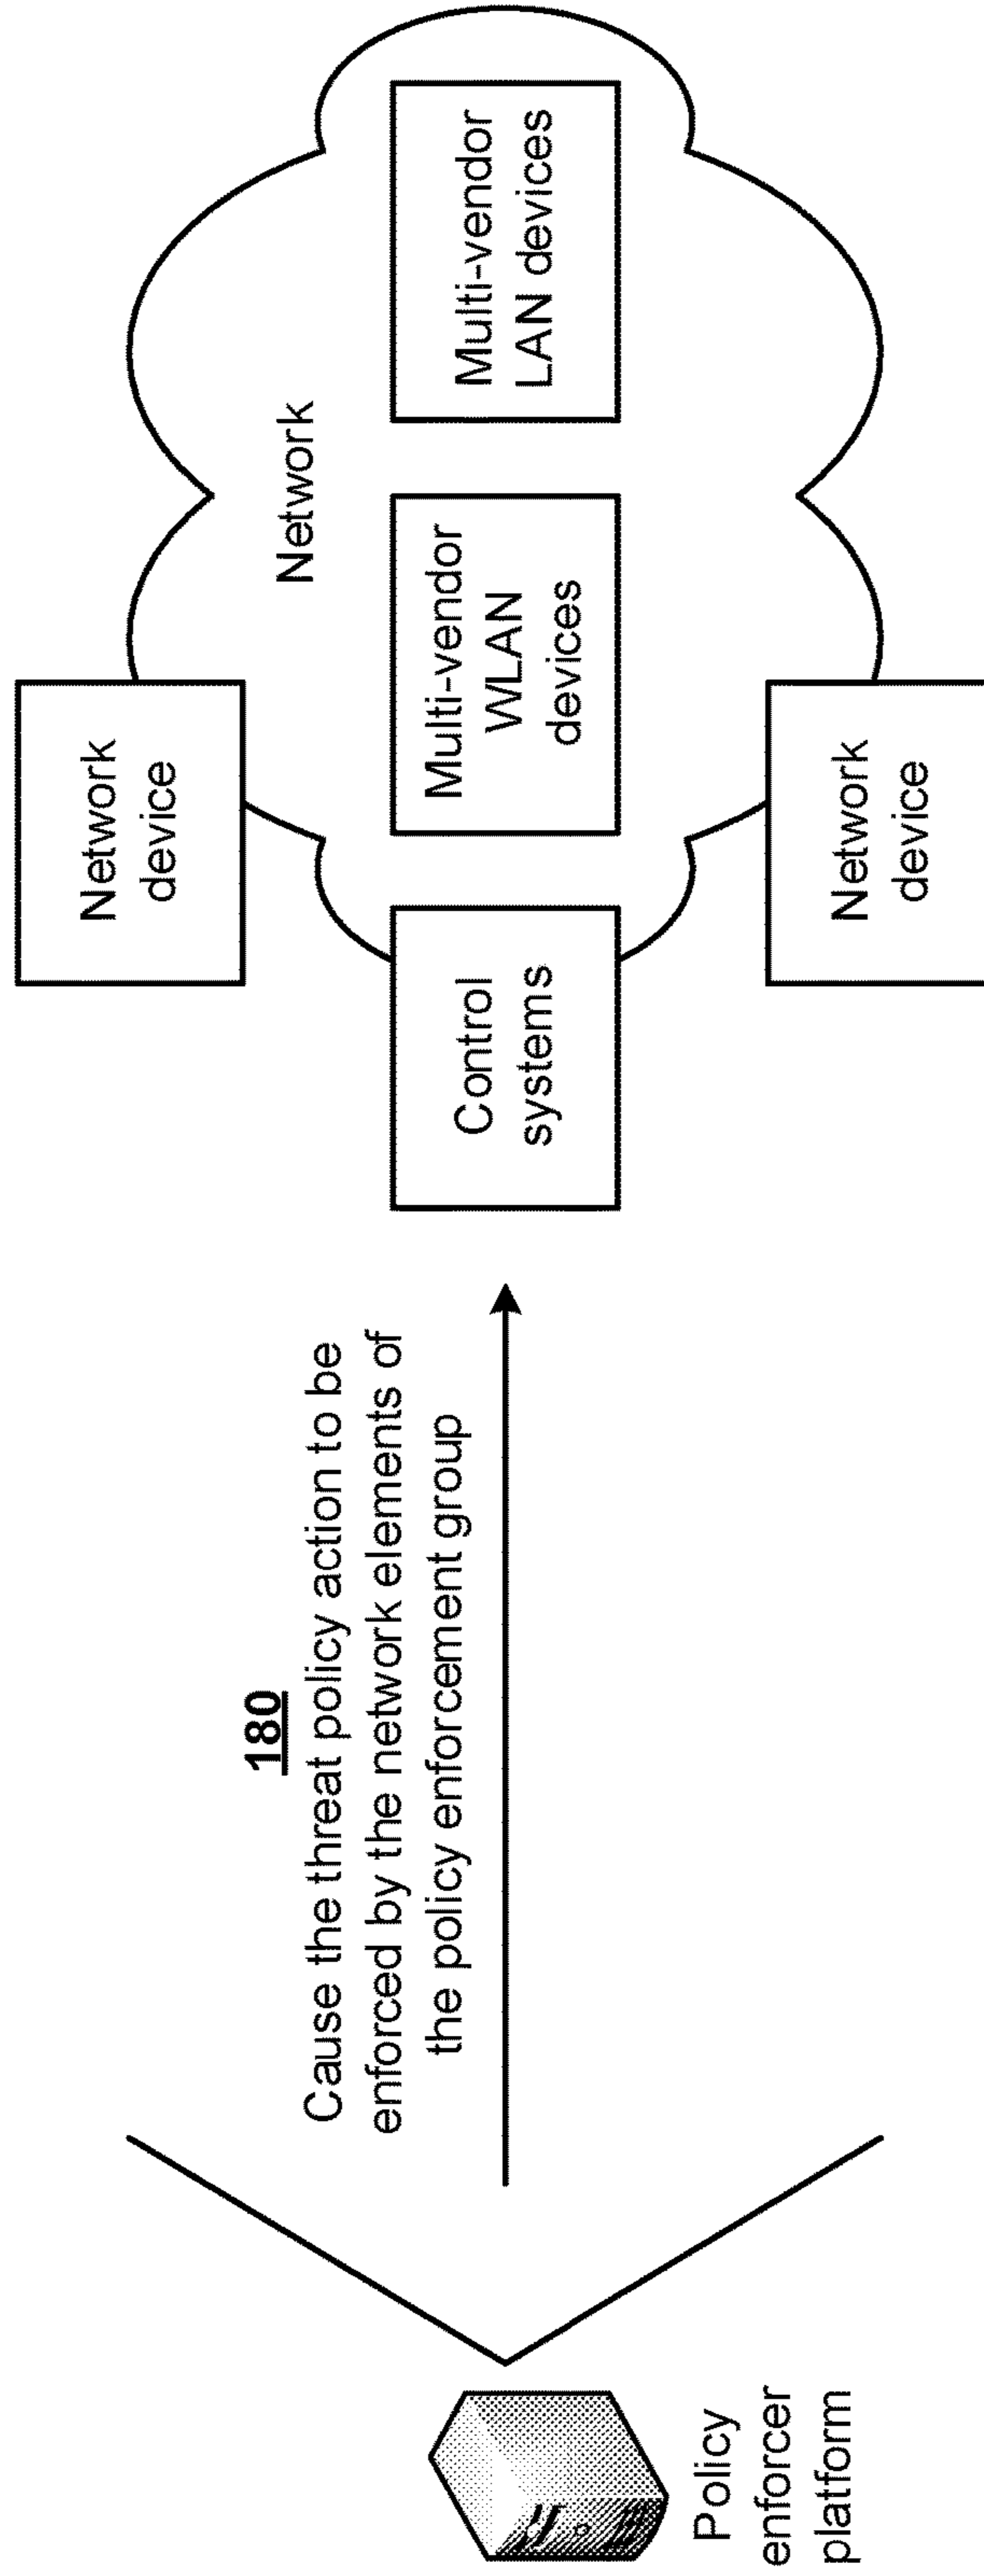 180
Cause the threat policy action to be
enforced by the network elements of
the policy enforcement group
Policy
enforcer
platform
Network
device
Network
Control
systems
Multi-vendor
WLAN
devices
Multi-vendor
LAN devices
Network
device